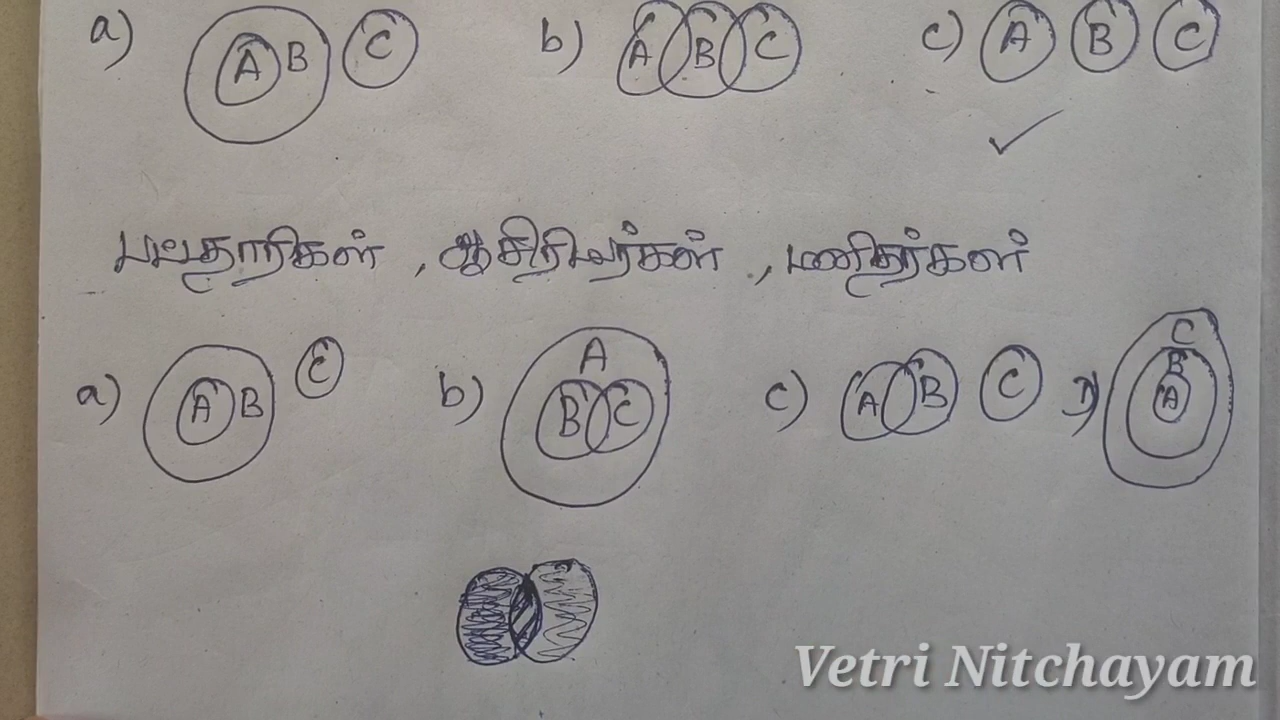 a) A B C b) A B C c) A B C
பட்டதாரிகள் , ஆசிரியர்கள் , மனிதர்கள்
a) A B C b) A B C c) A B C D) C B A
Vetri Nitchayam